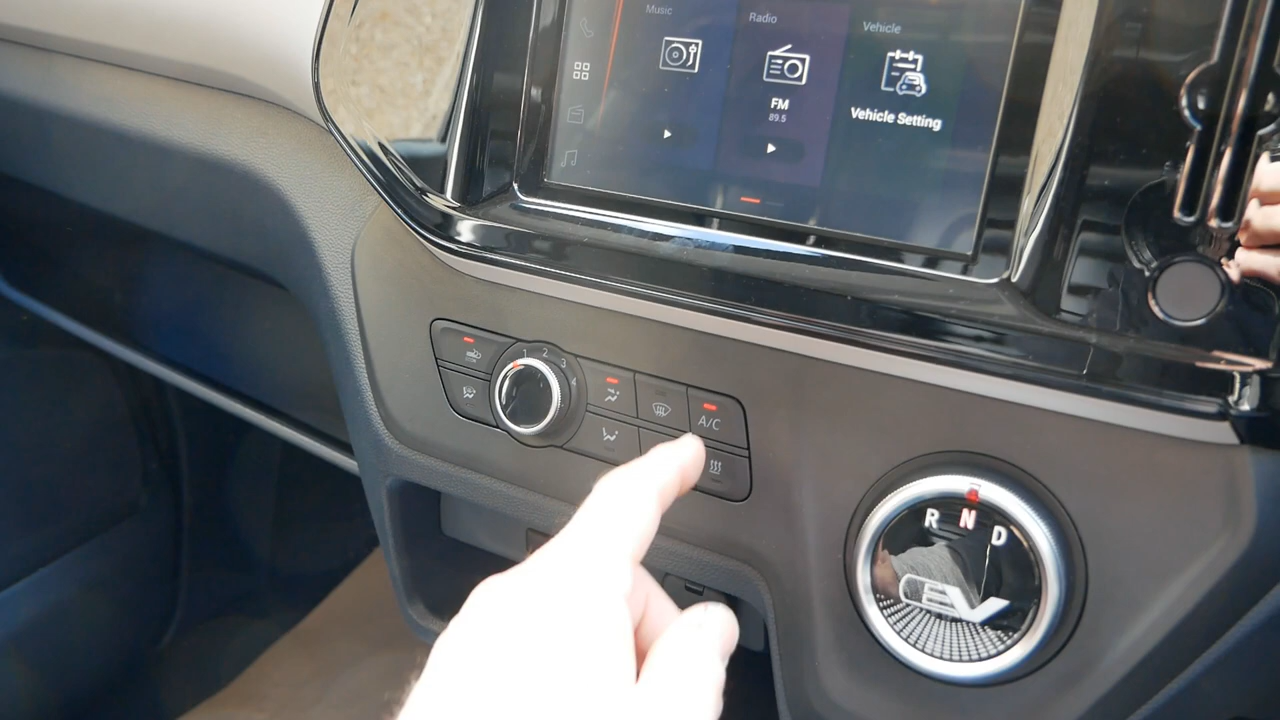 Music
Radio
Vehicle
FM
89.5
Vehicle Setting
1 2 3 4
A/C
R N D
EV